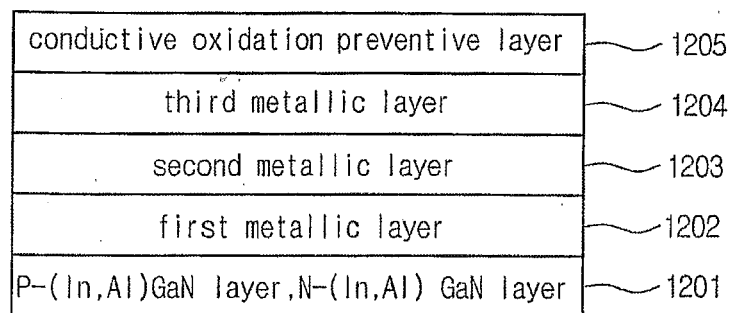 conductive oxidation preventive layer 1205
third metallic layer 1204
second metallic layer 1203
first metallic layer 1202
P-(In,Al)GaN layer,N-(In,Al) GaN layer 1201